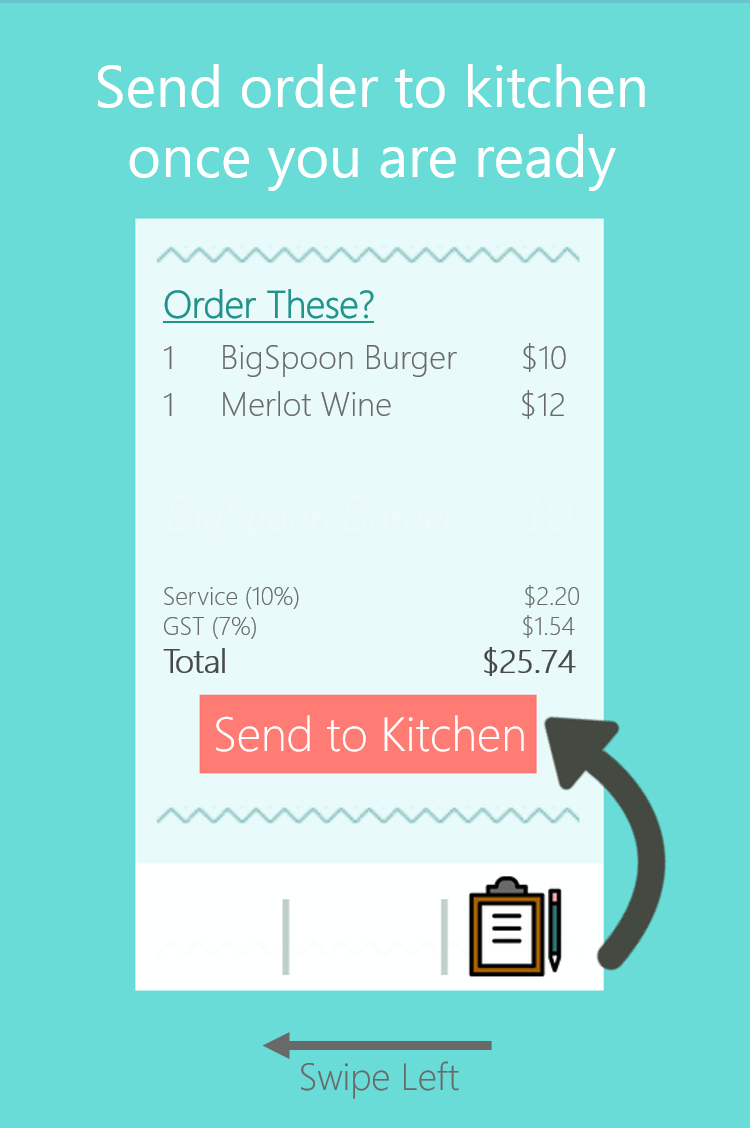 Send order to kitchen
once you are ready
Order These?
1 BigSpoon Burger $10
1 Merlot Wine $12
BigSpoon Burger 10
Service (10%) $2.20
GST (7%) $1.54
Total $25.74
Send to Kitchen
Swipe Left